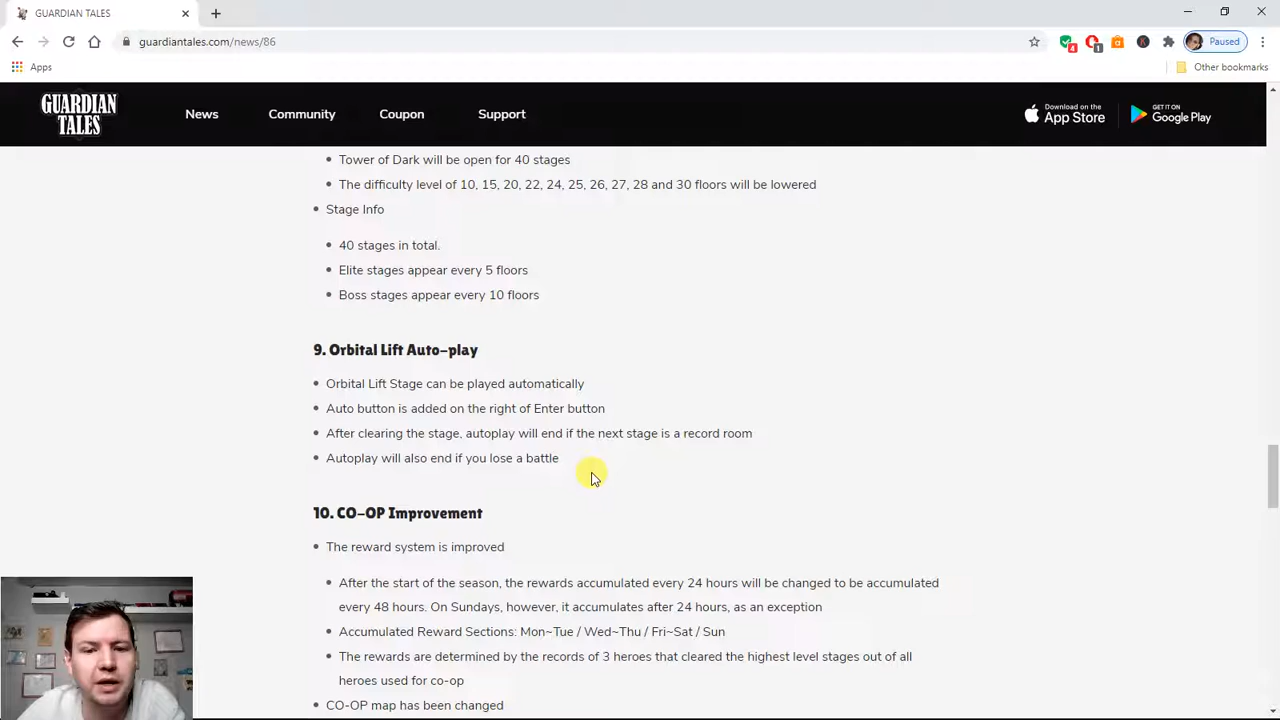 GUARDIAN TALES
guardiantales.com/news/86
4
1
Paused
Apps
Other bookmarks
GUARDIAN
TALES
News
Community
Coupon
Support
Download on the
App Store
GET IT ON
Google Play
Tower of Dark will be open for 40 stages
The difficulty level of 10, 15, 20, 22, 24, 25, 26, 27, 28 and 30 floors will be lowered
Stage Info
40 stages in total.
Elite stages appear every 5 floors
Boss stages appear every 10 floors
9. Orbital Lift Auto-play
Orbital Lift Stage can be played automatically
Auto button is added on the right of Enter button
After clearing the stage, autoplay will end if the next stage is a record room
Autoplay will also end if you lose a battle
10. CO-OP Improvement
The reward system is improved
After the start of the season, the rewards accumulated every 24 hours will be changed to be accumulated
every 48 hours. On Sundays, however, it accumulates after 24 hours, as an exception
Accumulated Reward Sections: Mon~Tue / Wed~Thu / Fri~Sat / Sun
The rewards are determined by the records of 3 heroes that cleared the highest level stages out of all
heroes used for co-op
CO-OP map has been changed